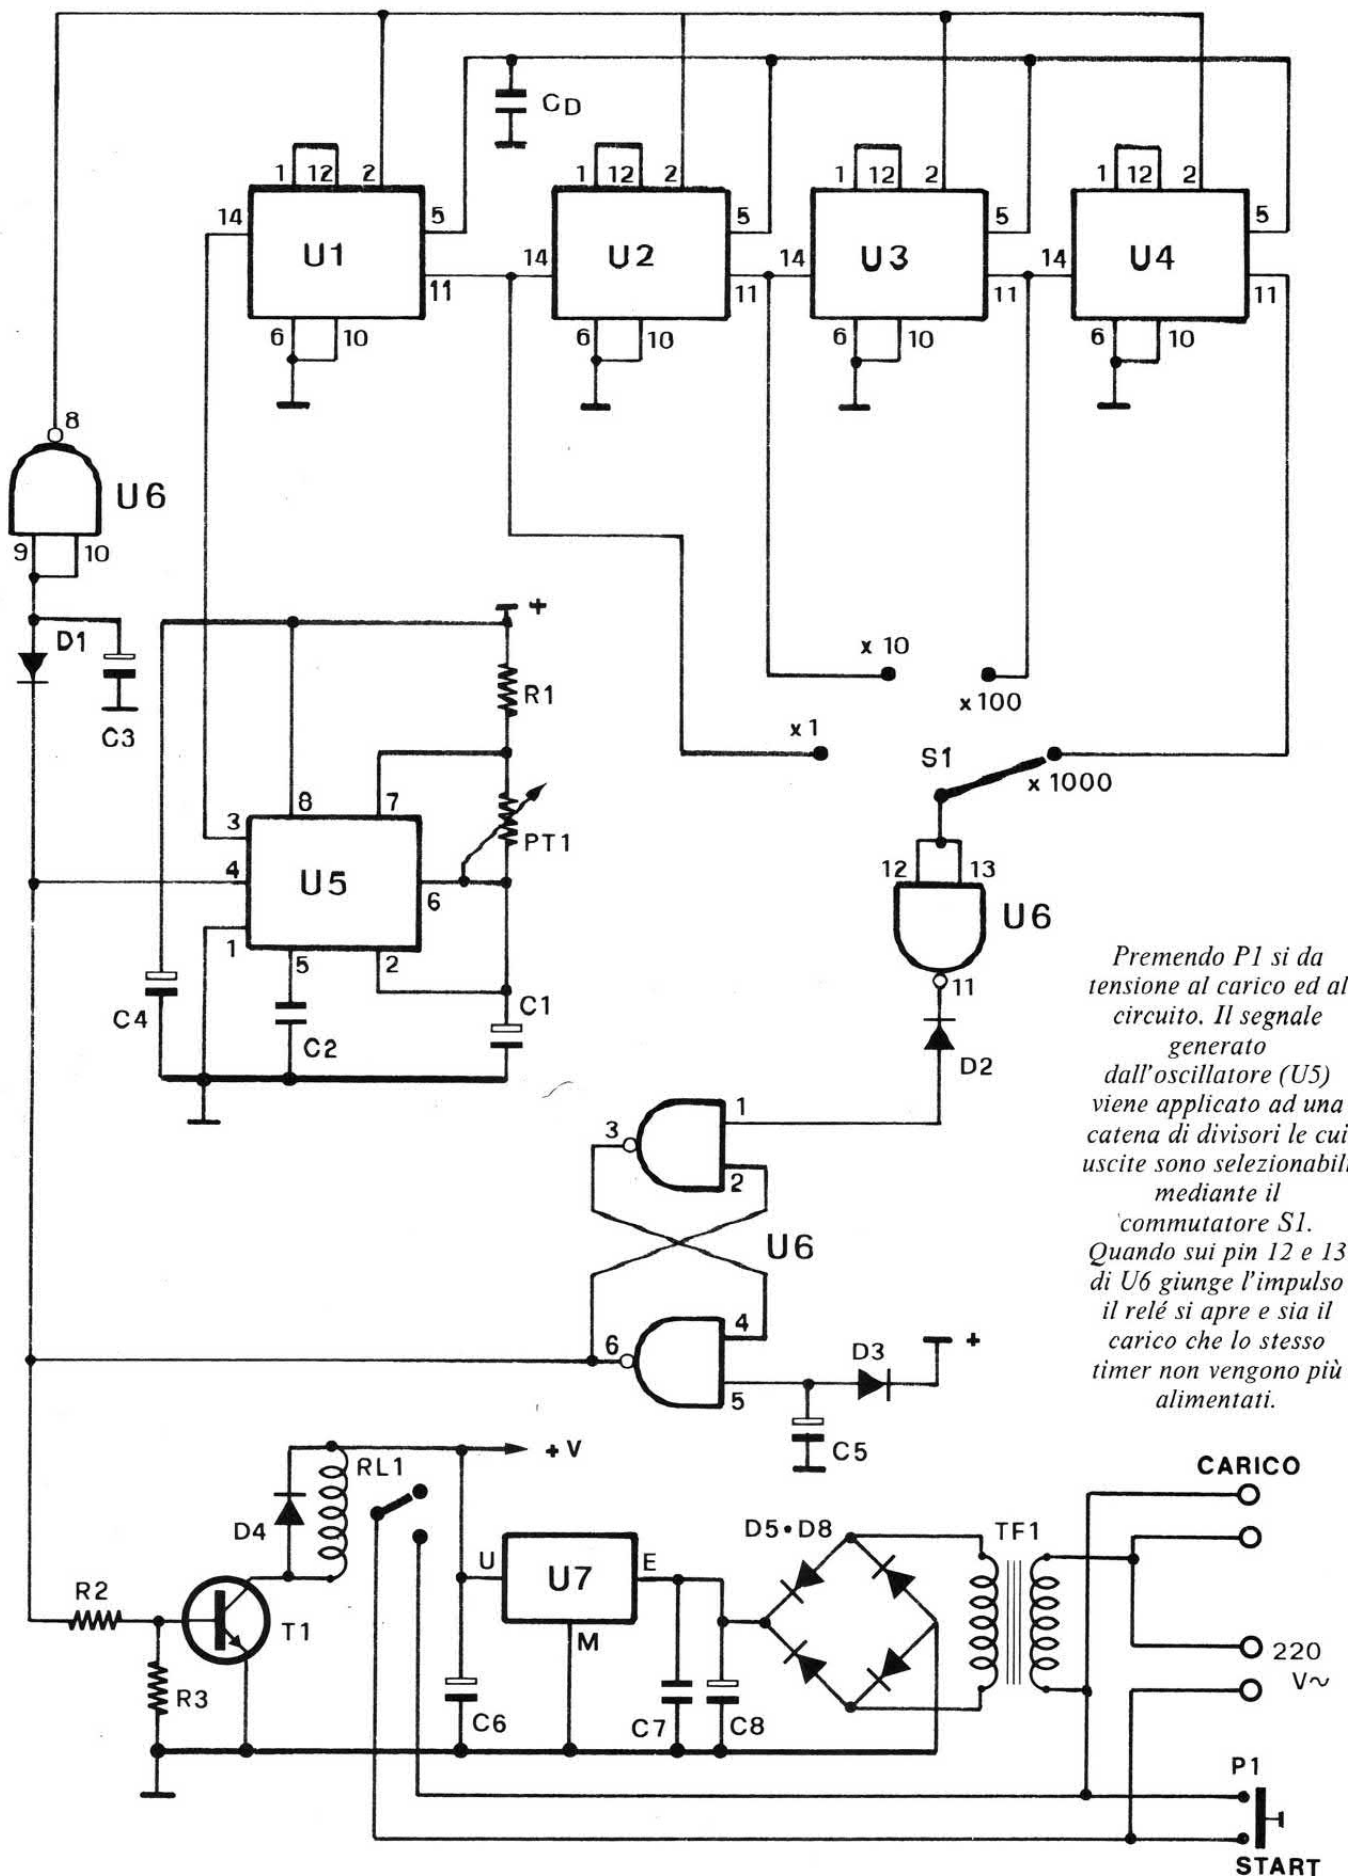 CD
1 12 2
1 12 2
1 12 2
1 12 2
14 U1 5
11
6 10
14 U2 5
11
6 10
14 U3 5
11
6 10
14 U4 5
11
6 10
8
U6
9 10
D1
C3
+
R1
8 7
3
4 U5 6
1
5 2
PT1
C4
C2
C1
x 10
x 100
x 1
S1
x 1000
12 13
U6
11
D2
3 1
2
U6
6 4
5
D3
+
C5
Premendo P1 si da
tensione al carico ed al
circuito. Il segnale
generato
dall'oscillatore (U5)
viene applicato ad una
catena di divisori le cui
uscite sono selezionabili
mediante il
commutatore S1.
Quando sui pin 12 e 13
di U6 giunge l'impulso
il relé si apre e sia il
carico che lo stesso
timer non vengono più
alimentati.
+ V
RL1
D4
R2
T1
R3
U U7 E
M
C6
C7
C8
D5•D8
TF1
CARICO
220
V~
P1
START